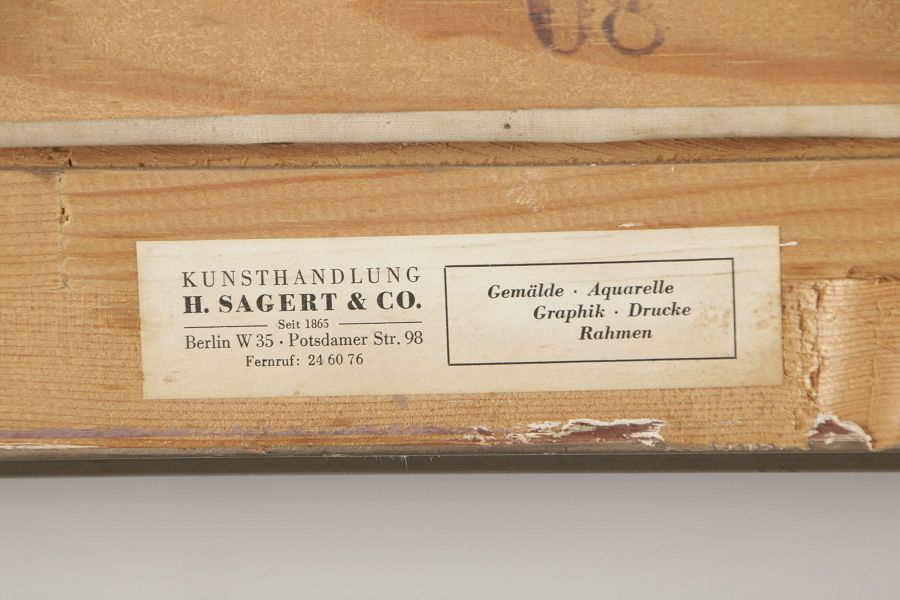 08
KUNSTHANDLUNG
H. SAGERT & CO.
Seit 1865
Berlin W 35 · Potsdamer Str. 98
Fernruf: 24 60 76
Gemälde · Aquarelle
Graphik · Drucke
Rahmen